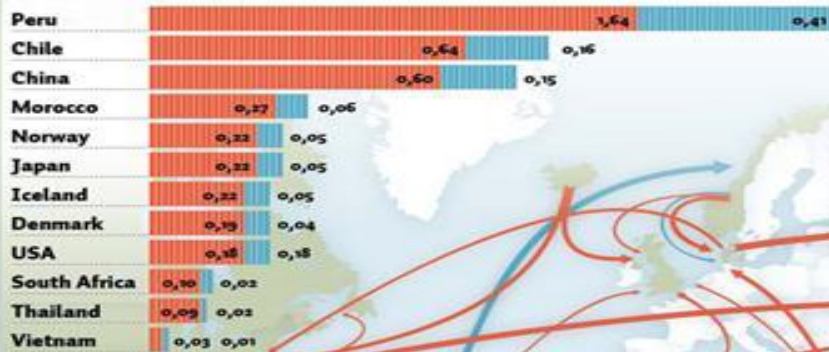 Peru 1,64 0,41
Chile 0,64 0,16
China 0,60 0,15
Morocco 0,27 0,06
Norway 0,22 0,05
Japan 0,22 0,05
Iceland 0,22 0,05
Denmark 0,19 0,04
USA 0,18 0,18
South Africa 0,10 0,02
Thailand 0,09 0,02
Vietnam 0,03 0,01